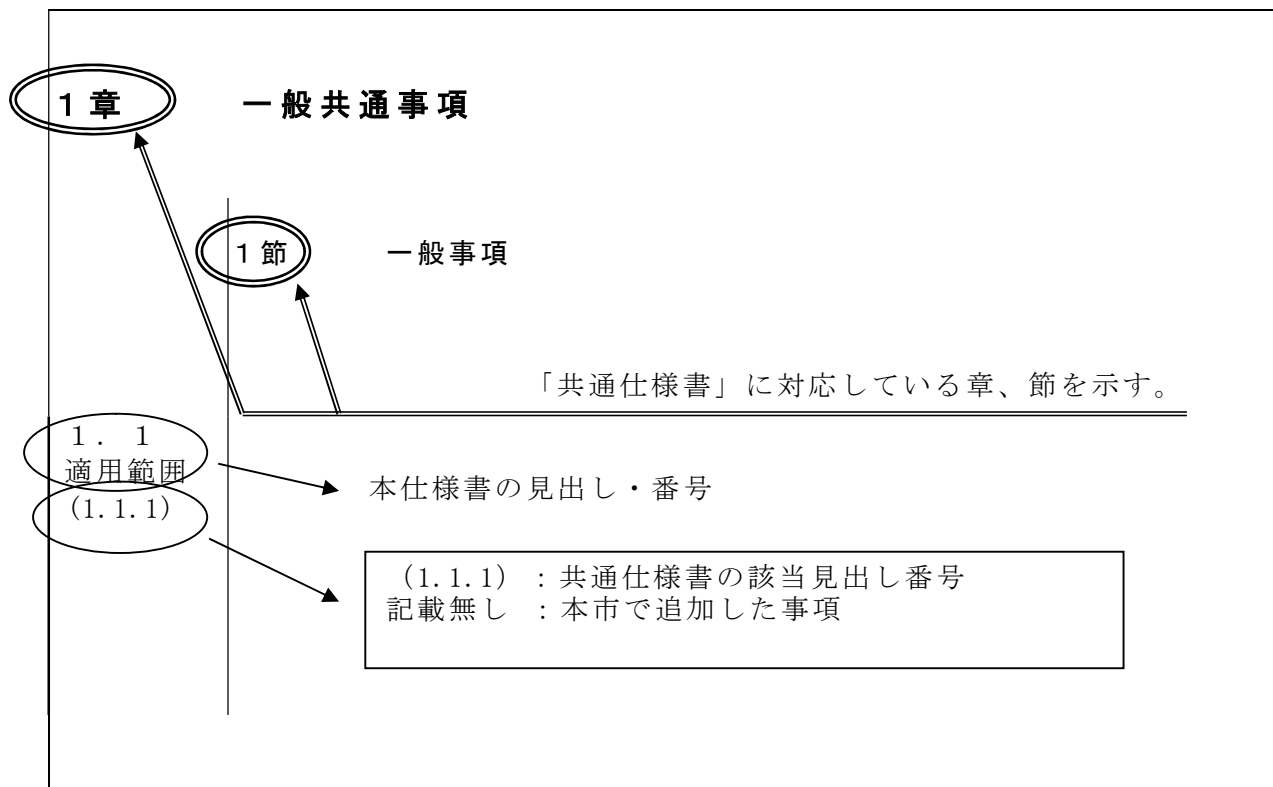 1章 一般共通事項
1節 一般事項
「共通仕様書」に対応している章、節を示す。
1. 1
適用範囲
(1.1.1)
本仕様書の見出し・番号
(1.1.1) :共通仕様書の該当見出し番号
記載無し :本市で追加した事項